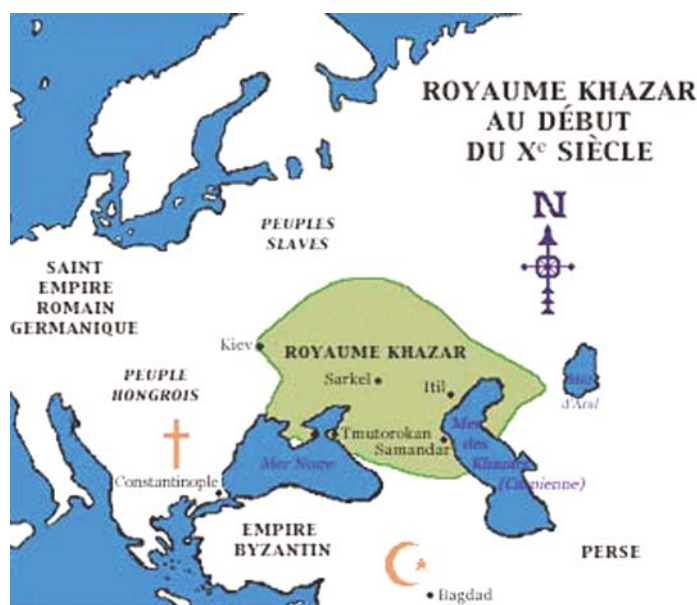 ROYAUME KHAZAR
AU DÉBUT
DU Xᵉ SIÈCLE
N
PEUPLES
SLAVES
SAINT
EMPIRE
ROMAIN
GERMANIQUE
Kiev
ROYAUME KHAZAR
PEUPLE
HONGROIS
Sarkel
Itil
Mer
d'Aral
Tmutorokan
Samandar
Mer
des
Khazars
(Caspienne)
Mer Noire
Constantinople
EMPIRE
BYZANTIN
PERSE
Bagdad